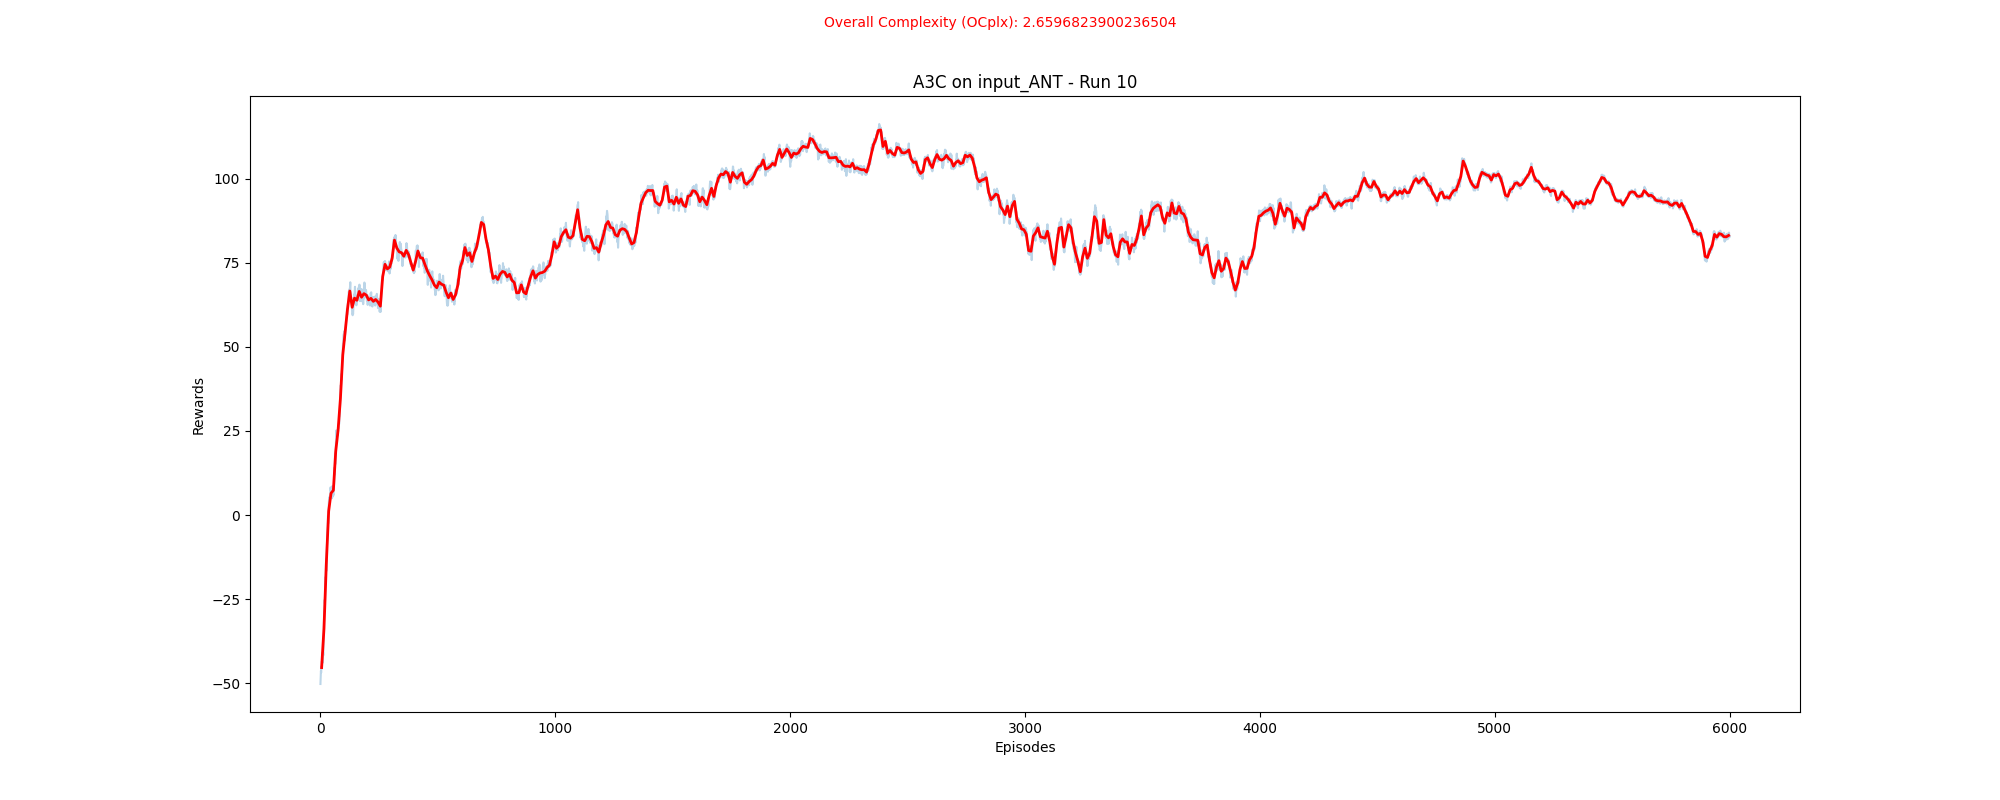 Overall Complexity (OCplx): 2.6596823900236504
A3C on input_ANT - Run 10
Rewards
100
75
50
25
0
−25
−50
0 1000 2000 3000 4000 5000 6000
Episodes